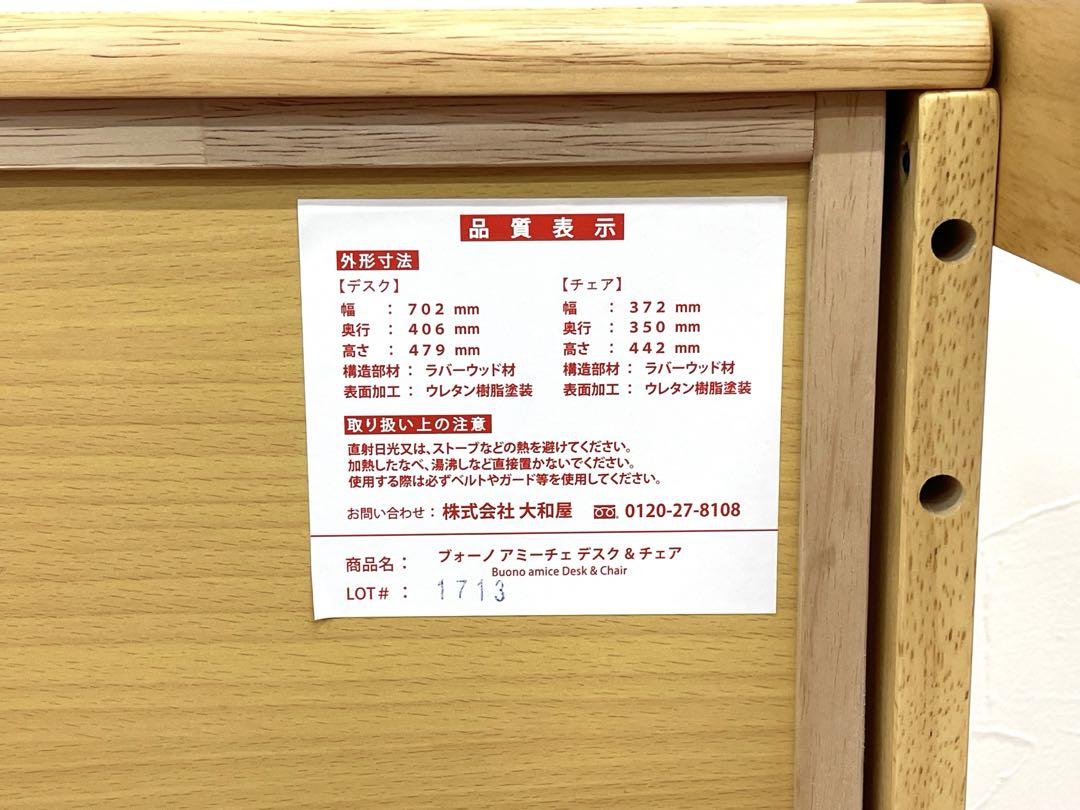 品質表示
外形寸法
【デスク】
幅 : 702 mm
奥行 : 406 mm
高さ : 479 mm
構造部材 : ラバーウッド材
表面加工 : ウレタン樹脂塗装
【チェア】
幅 : 372 mm
奥行 : 350 mm
高さ : 442 mm
構造部材 : ラバーウッド材
表面加工 : ウレタン樹脂塗装
取り扱い上の注意
直射日光又は、ストーブなどの熱を避けてください。
加熱したなべ、湯沸しなど直接置かないでください。
使用する際は必ずベルトやガード等を使用してください。
お問い合わせ : 株式会社 大和屋 0120-27-8108
商品名 : ブォーノ アミーチェ デスク & チェア
Buono amice Desk & Chair
LOT# : 1713